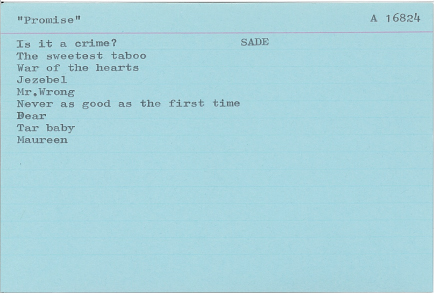 "Promise" A 16824
Is it a crime? SADE
The sweetest taboo
War of the hearts
Jezebel
Mr.Wrong
Never as good as the first time
Dear
Tar baby
Maureen